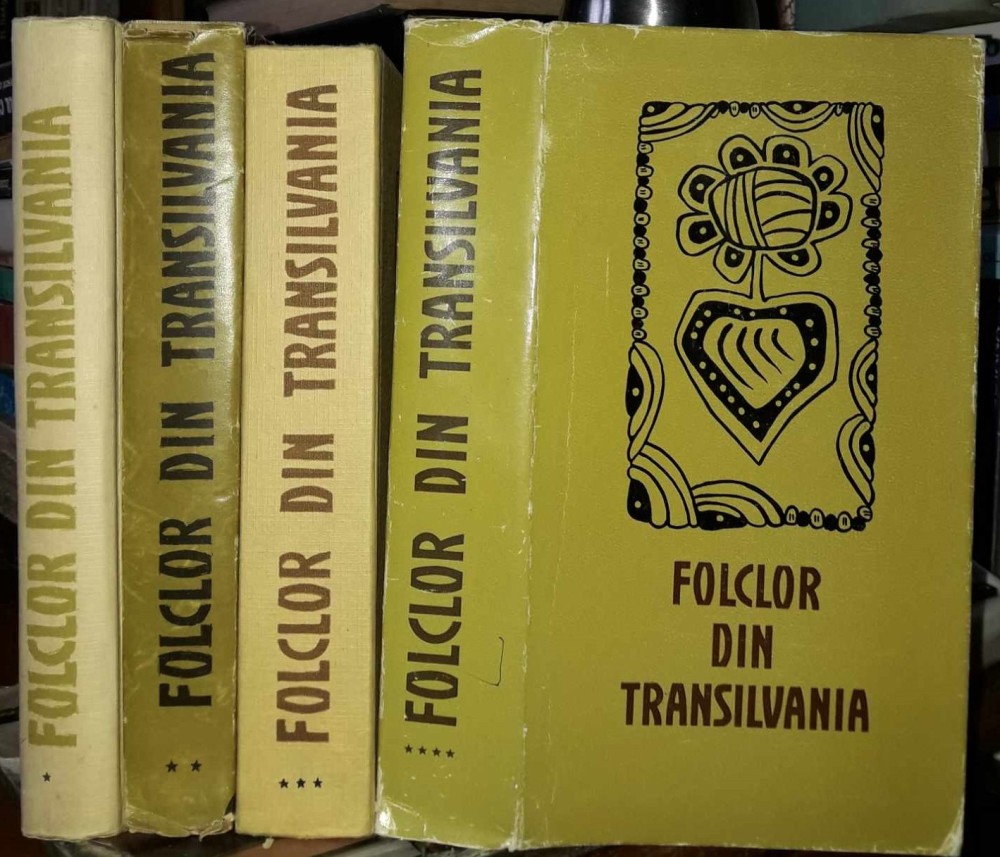 FOLCLOR DIN TRANSILVANIA
*
FOLCLOR DIN TRANSILVANIA
**
FOLCLOR DIN TRANSILVANIA
***
FOLCLOR DIN TRANSILVANIA
****
FOLCLOR
DIN
TRANSILVANIA